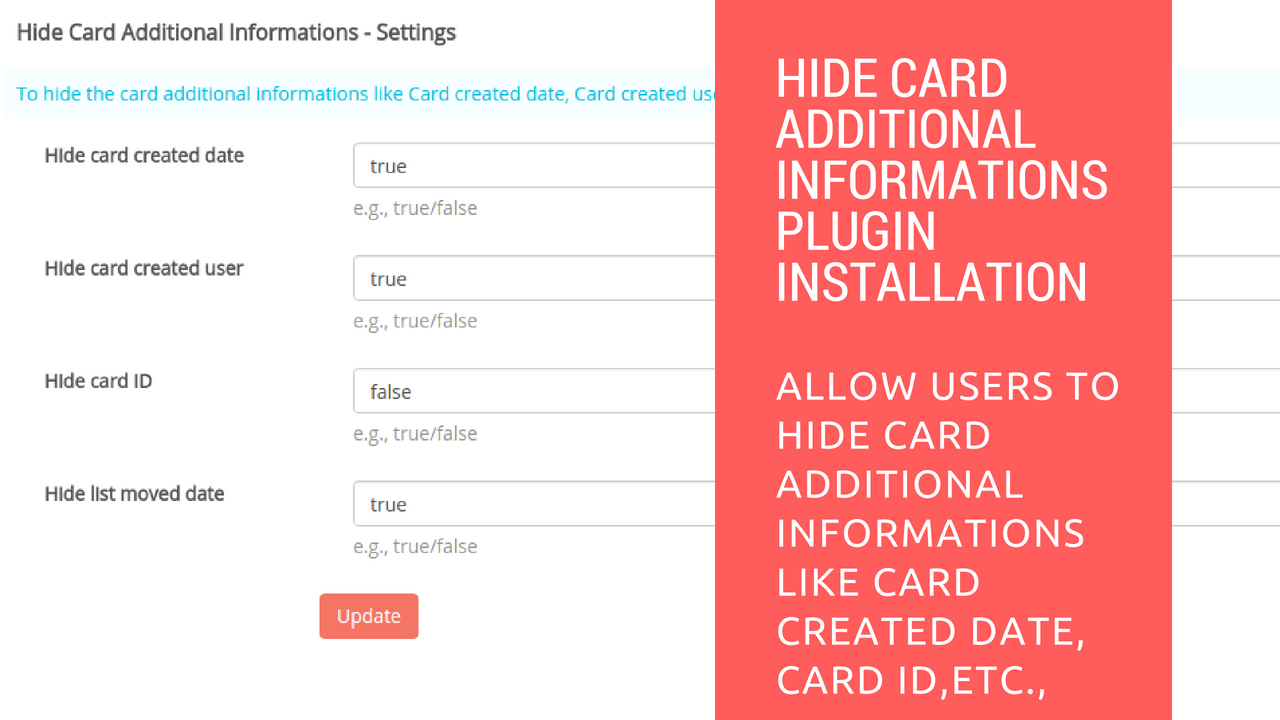 Hide Card Additional Informations - Settings
To hide the card additional informations like Card created date, Card created
Hide card created date
true
e.g., true/false
Hide card created user
true
e.g., true/false
Hide card ID
false
e.g., true/false
Hide list moved date
true
e.g., true/false
Update
HIDE CARD
ADDITIONAL
INFORMATIONS
PLUGIN
INSTALLATION
ALLOW USERS TO
HIDE CARD
ADDITIONAL
INFORMATIONS
LIKE CARD
CREATED DATE,
CARD ID,ETC.,